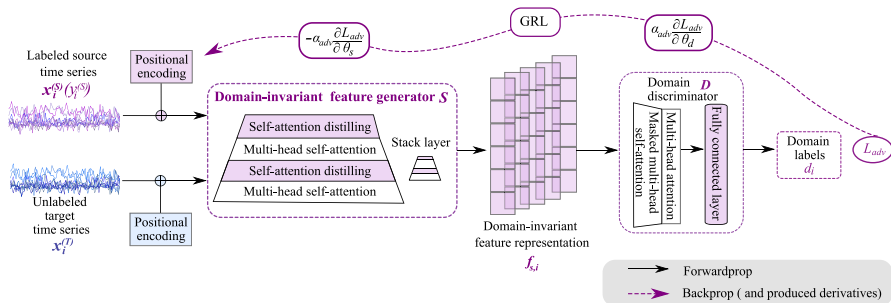 GRL
-α_adv ∂L_adv/∂θ_s
α_adv ∂L_adv/∂θ_d
Labeled source
time series
x_i^(S)(y_i^(S))
Positional
encoding
Domain-invariant feature generator S
Self-attention distilling
Multi-head self-attention
Self-attention distilling
Multi-head self-attention
Stack layer
Unlabeled
target
time series
x_i^(T)
Positional
encoding
Domain-invariant
feature representation
f_s,i
Domain D
discriminator
Masked multi-head
self-attention
Multi-head attention
Fully connected layer
Domain
labels
d_i
L_adv
Forwardprop
Backprop ( and produced derivatives)